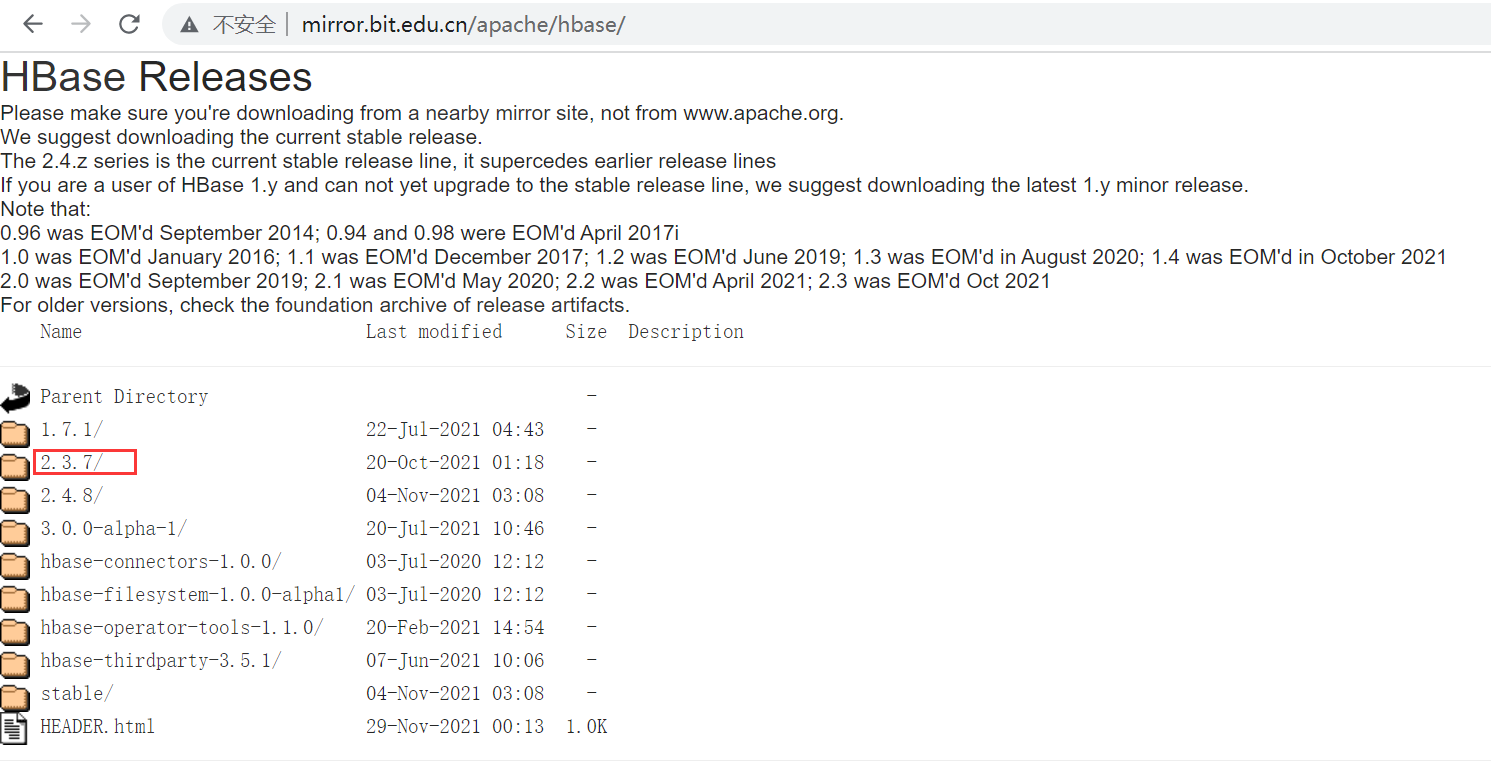 不安全 mirror.bit.edu.cn/apache/hbase/
HBase Releases
Please make sure you're downloading from a nearby mirror site, not from www.apache.org.
We suggest downloading the current stable release.
The 2.4.z series is the current stable release line, it supercedes earlier release lines
If you are a user of HBase 1.y and can not yet upgrade to the stable release line, we suggest downloading the latest 1.y minor release.
Note that:
0.96 was EOM'd September 2014; 0.94 and 0.98 were EOM'd April 2017i
1.0 was EOM'd January 2016; 1.1 was EOM'd December 2017; 1.2 was EOM'd June 2019; 1.3 was EOM'd in August 2020; 1.4 was EOM'd in October 2021
2.0 was EOM'd September 2019; 2.1 was EOM'd May 2020; 2.2 was EOM'd April 2021; 2.3 was EOM'd Oct 2021
For older versions, check the foundation archive of release artifacts.
Name Last modified Size Description
Parent Directory -
1.7.1/ 22-Jul-2021 04:43 -
2.3.7/ 20-Oct-2021 01:18 -
2.4.8/ 04-Nov-2021 03:08 -
3.0.0-alpha-1/ 20-Jul-2021 10:46 -
hbase-connectors-1.0.0/ 03-Jul-2020 12:12 -
hbase-filesystem-1.0.0-alpha1/ 03-Jul-2020 12:12 -
hbase-operator-tools-1.1.0/ 20-Feb-2021 14:54 -
hbase-thirdparty-3.5.1/ 07-Jun-2021 10:06 -
stable/ 04-Nov-2021 03:08 -
HEADER.html 29-Nov-2021 00:13 1.0K